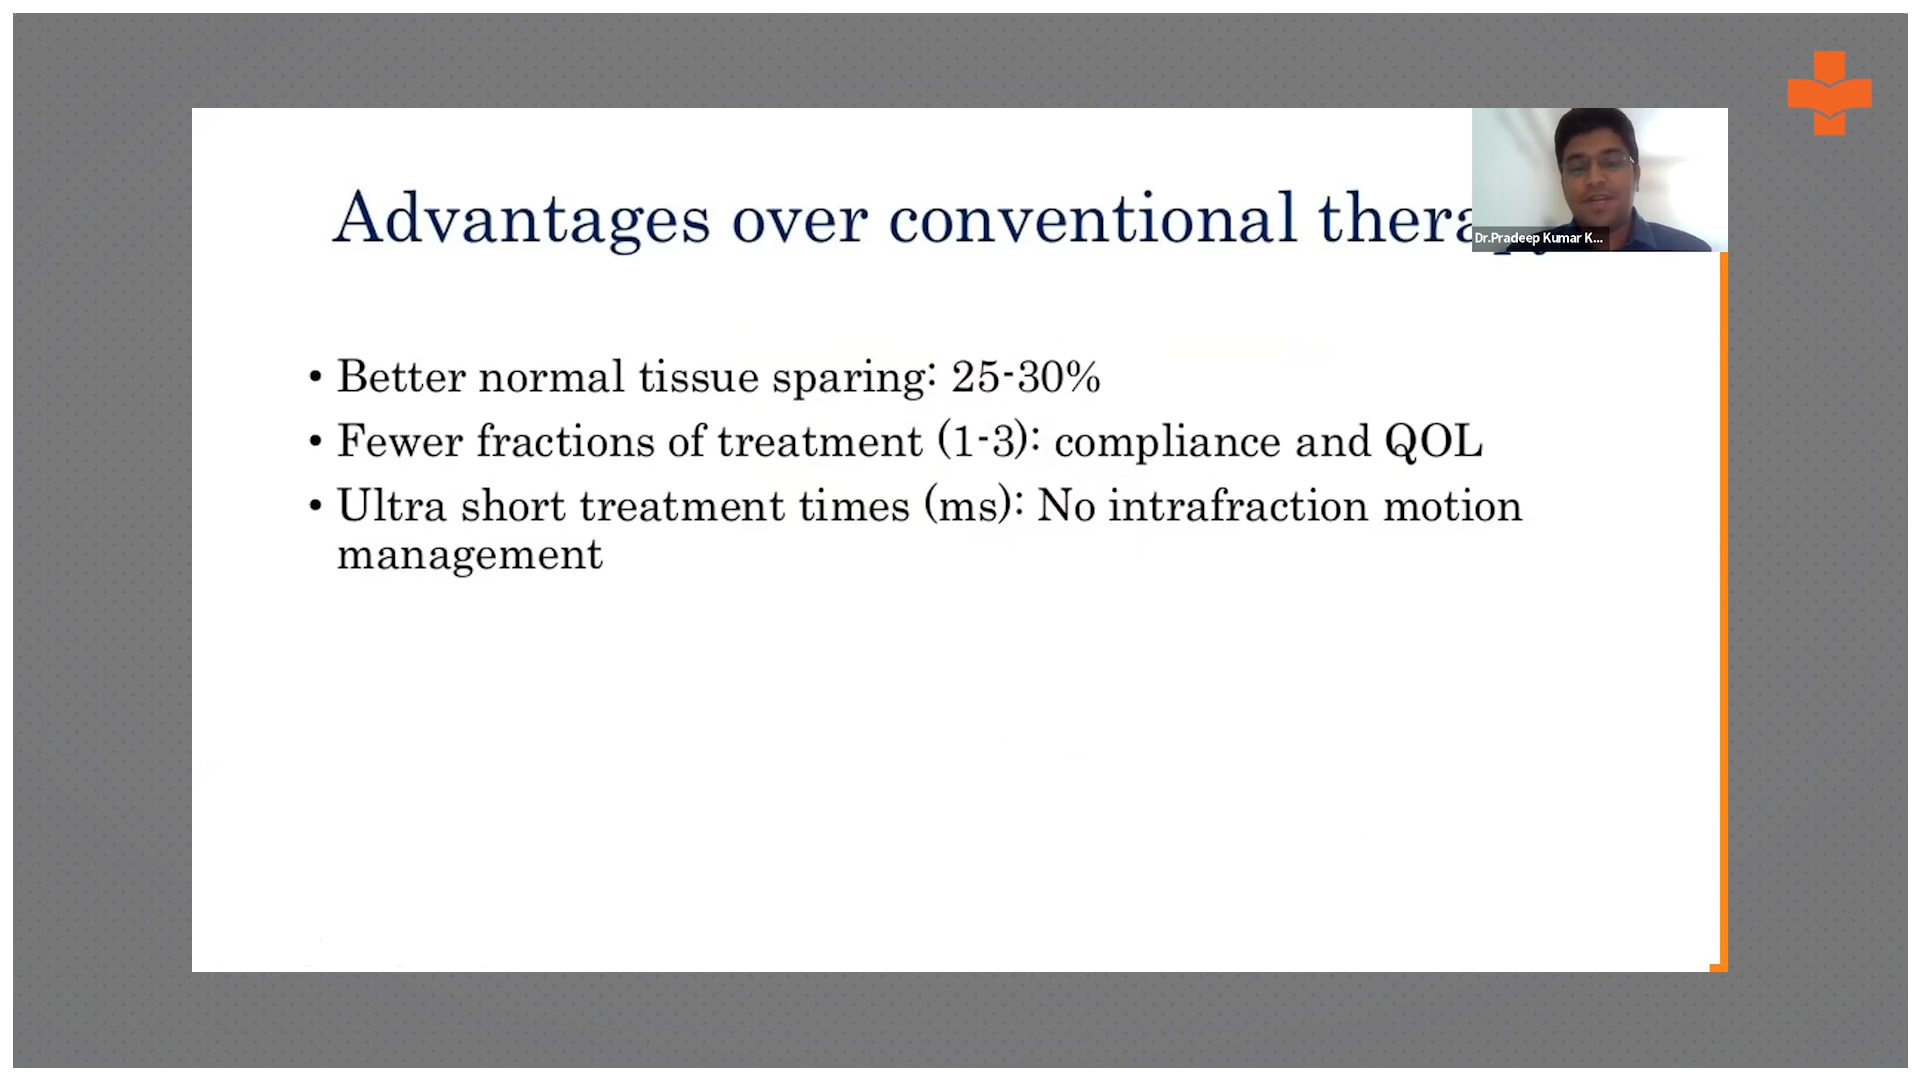 Advantages over conventional
Dr.Pradeep Kumar K...
• Better normal tissue sparing: 25-30%
• Fewer fractions of treatment (1-3): compliance and QOL
• Ultra short treatment times (ms): No intrafraction motion
management